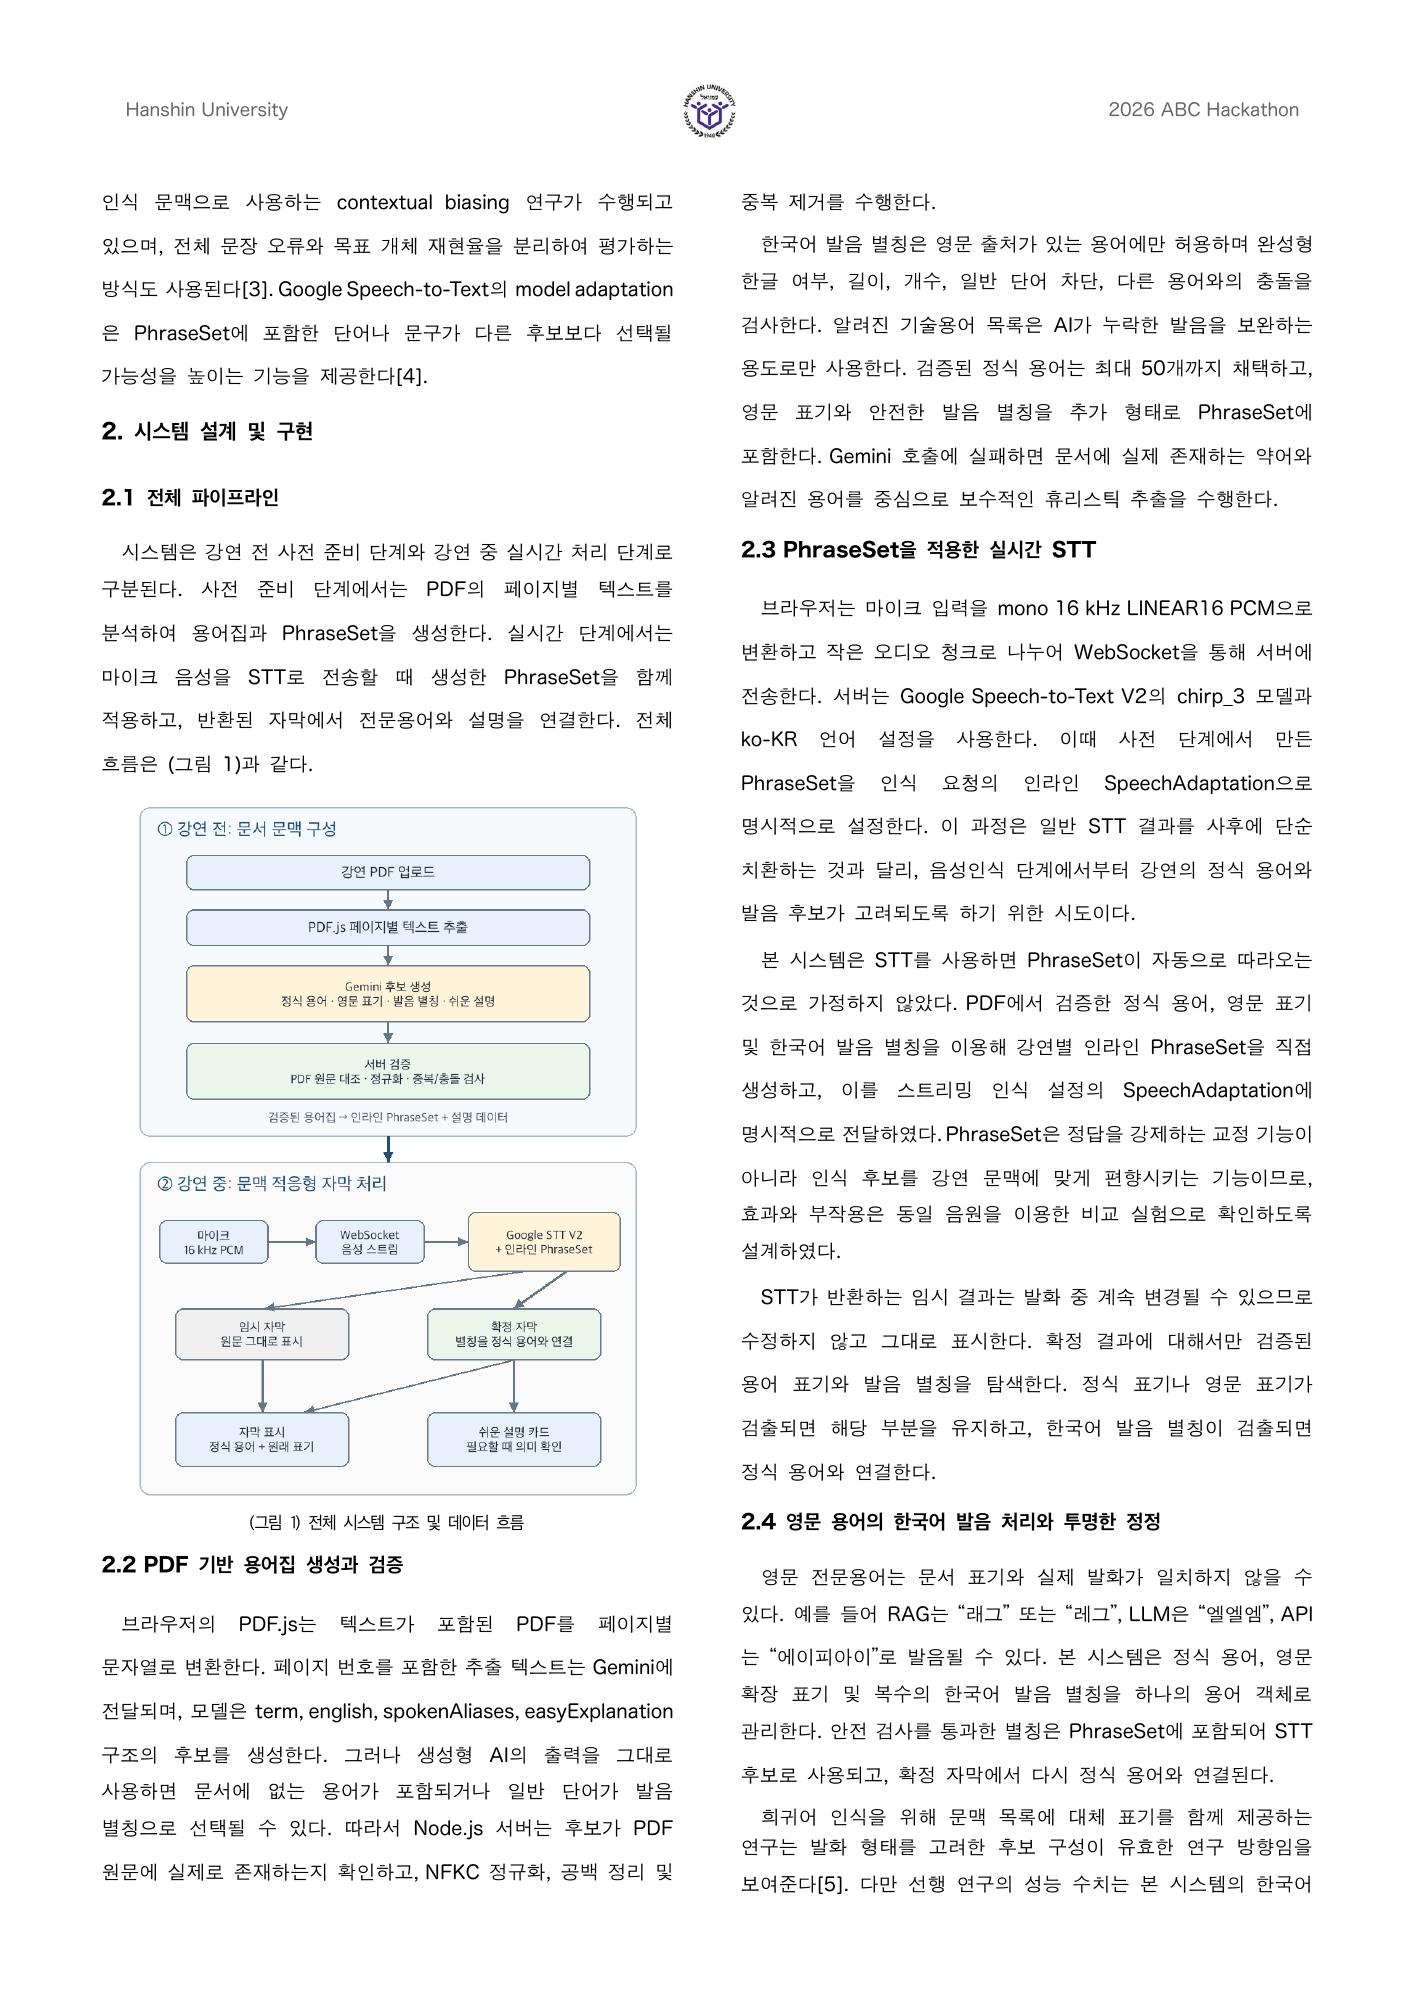 Hanshin University
HANSHIN UNIVERSITY
1940
2026 ABC Hackathon
인식 문맥으로 사용하는 contextual biasing 연구가 수행되고
있으며, 전체 문장 오류와 목표 개체 재현율을 분리하여 평가하는
방식도 사용된다[3]. Google Speech-to-Text의 model adaptation
은 PhraseSet에 포함한 단어나 문구가 다른 후보보다 선택될
가능성을 높이는 기능을 제공한다[4].
2. 시스템 설계 및 구현
2.1 전체 파이프라인
시스템은 강연 전 사전 준비 단계와 강연 중 실시간 처리 단계로
구분된다. 사전 준비 단계에서는 PDF의 페이지별 텍스트를
분석하여 용어집과 PhraseSet을 생성한다. 실시간 단계에서는
마이크 음성을 STT로 전송할 때 생성한 PhraseSet을 함께
적용하고, 반환된 자막에서 전문용어와 설명을 연결한다. 전체
흐름은 (그림 1)과 같다.
① 강연 전: 문서 문맥 구성
강연 PDF 업로드
PDF.js 페이지별 텍스트 추출
Gemini 후보 생성
정식 용어 · 영문 표기 · 발음 별칭 · 쉬운 설명
서버 검증
PDF 원문 대조 · 정규화 · 중복/충돌 검사
검증된 용어집 → 인라인 PhraseSet + 설명 데이터
② 강연 중: 문맥 적응형 자막 처리
마이크
16 kHz PCM
WebSocket
음성 스트림
Google STT V2
+ 인라인 PhraseSet
임시 자막
원문 그대로 표시
확정 자막
별칭을 정식 용어와 연결
자막 표시
정식 용어 + 원래 표기
쉬운 설명 카드
필요할 때 의미 확인
(그림 1) 전체 시스템 구조 및 데이터 흐름
2.2 PDF 기반 용어집 생성과 검증
브라우저의 PDF.js는 텍스트가 포함된 PDF를 페이지별
문자열로 변환한다. 페이지 번호를 포함한 추출 텍스트는 Gemini에
전달되며, 모델은 term, english, spokenAliases, easyExplanation
구조의 후보를 생성한다. 그러나 생성형 AI의 출력을 그대로
사용하면 문서에 없는 용어가 포함되거나 일반 단어가 발음
별칭으로 선택될 수 있다. 따라서 Node.js 서버는 후보가 PDF
원문에 실제로 존재하는지 확인하고, NFKC 정규화, 공백 정리 및
중복 제거를 수행한다.
한국어 발음 별칭은 영문 출처가 있는 용어에만 허용하며 완성형
한글 여부, 길이, 개수, 일반 단어 차단, 다른 용어와의 충돌을
검사한다. 알려진 기술용어 목록은 AI가 누락한 발음을 보완하는
용도로만 사용한다. 검증된 정식 용어는 최대 50개까지 채택하고,
영문 표기와 안전한 발음 별칭을 추가 형태로 PhraseSet에
포함한다. Gemini 호출에 실패하면 문서에 실제 존재하는 약어와
알려진 용어를 중심으로 보수적인 휴리스틱 추출을 수행한다.
2.3 PhraseSet을 적용한 실시간 STT
브라우저는 마이크 입력을 mono 16 kHz LINEAR16 PCM으로
변환하고 작은 오디오 청크로 나누어 WebSocket을 통해 서버에
전송한다. 서버는 Google Speech-to-Text V2의 chirp_3 모델과
ko-KR 언어 설정을 사용한다. 이때 사전 단계에서 만든
PhraseSet을 인식 요청의 인라인 SpeechAdaptation으로
명시적으로 설정한다. 이 과정은 일반 STT 결과를 사후에 단순
치환하는 것과 달리, 음성인식 단계에서부터 강연의 정식 용어와
발음 후보가 고려되도록 하기 위한 시도이다.
본 시스템은 STT를 사용하면 PhraseSet이 자동으로 따라오는
것으로 가정하지 않았다. PDF에서 검증한 정식 용어, 영문 표기
및 한국어 발음 별칭을 이용해 강연별 인라인 PhraseSet을 직접
생성하고, 이를 스트리밍 인식 설정의 SpeechAdaptation에
명시적으로 전달하였다. PhraseSet은 정답을 강제하는 교정 기능이
아니라 인식 후보를 강연 문맥에 맞게 편향시키는 기능이므로,
효과와 부작용은 동일 음원을 이용한 비교 실험으로 확인하도록
설계하였다.
STT가 반환하는 임시 결과는 발화 중 계속 변경될 수 있으므로
수정하지 않고 그대로 표시한다. 확정 결과에 대해서만 검증된
용어 표기와 발음 별칭을 탐색한다. 정식 표기나 영문 표기가
검출되면 해당 부분을 유지하고, 한국어 발음 별칭이 검출되면
정식 용어와 연결한다.
2.4 영문 용어의 한국어 발음 처리와 투명한 정정
영문 전문용어는 문서 표기와 실제 발화가 일치하지 않을 수
있다. 예를 들어 RAG는 “래그” 또는 “레그”, LLM은 “엘엘엠”, API
는 “에이피아이”로 발음될 수 있다. 본 시스템은 정식 용어, 영문
확장 표기 및 복수의 한국어 발음 별칭을 하나의 용어 객체로
관리한다. 안전 검사를 통과한 별칭은 PhraseSet에 포함되어 STT
후보로 사용되고, 확정 자막에서 다시 정식 용어와 연결된다.
희귀어 인식을 위해 문맥 목록에 대체 표기를 함께 제공하는
연구는 발화 형태를 고려한 후보 구성이 유효한 연구 방향임을
보여준다[5]. 다만 선행 연구의 성능 수치는 본 시스템의 한국어